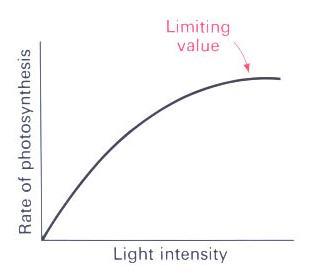 Limiting
value
Rate of photosynthesis
Light intensity